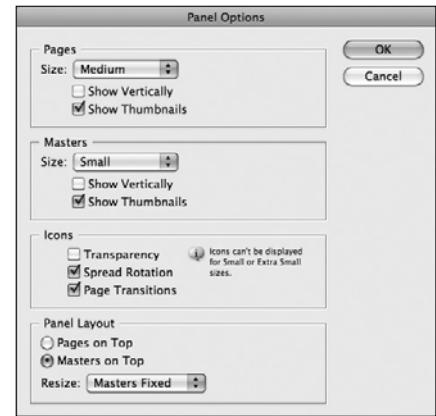 Panel Options
Pages
Size: Medium
Show Vertically
Show Thumbnails
OK
Cancel
Masters
Size: Small
Show Vertically
Show Thumbnails
Icons
Transparency
Spread Rotation
Page Transitions
Icons can't be displayed
for Small or Extra Small
sizes.
Panel Layout
Pages on Top
Masters on Top
Resize: Masters Fixed